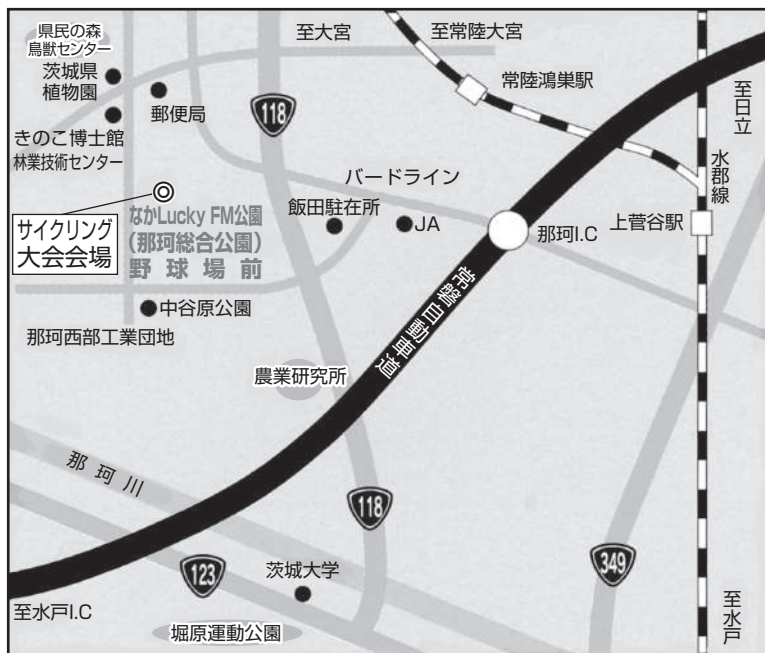 県民の森
鳥獣センター
茨城県
植物園
きのこ博士館
林業技術センター
郵便局
至大宮
至常陸大宮
118
常陸鴻巣駅
至日立
水郡線
バードライン
飯田駐在所
JA
那珂I.C
上菅谷駅
サイクリング
大会会場
なかLucky FM公園
(那珂総合公園)
野球場前
中谷原公園
那珂西部工業団地
常磐自動車道
農業研究所
那珂川
118
123
茨城大学
349
至水戸I.C
堀原運動公園
至水戸